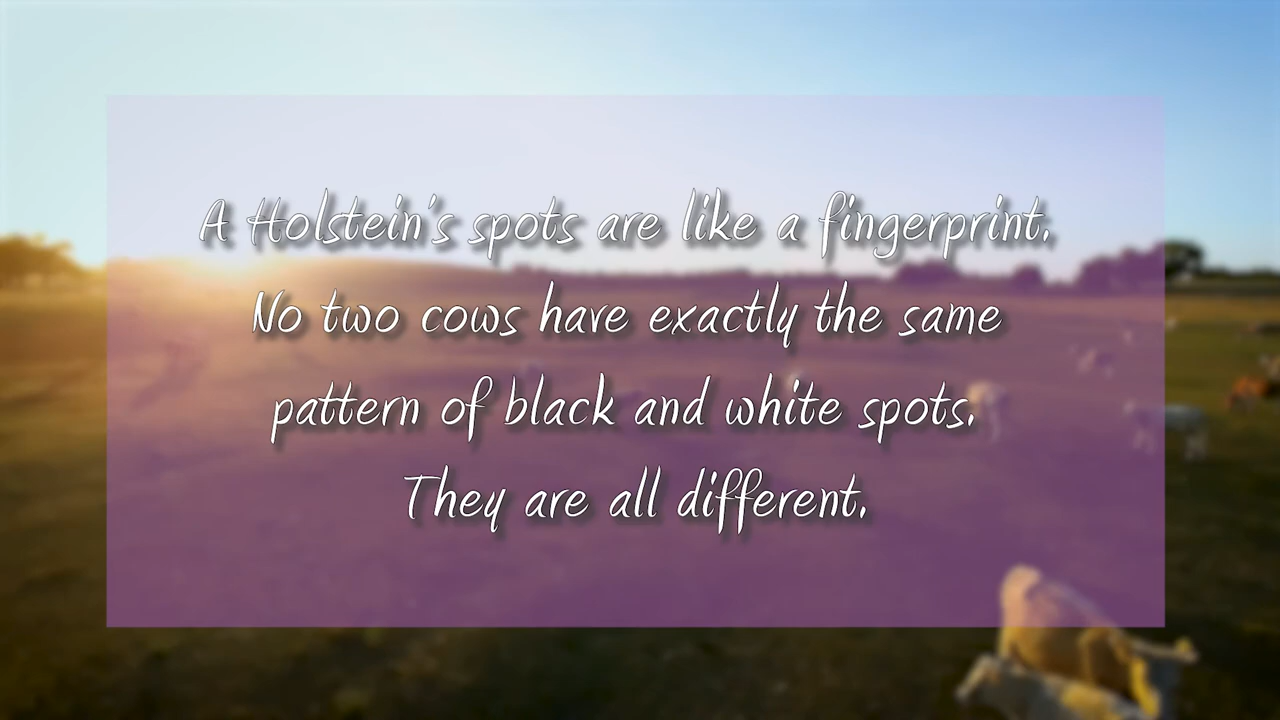 A Holstein's spots are like a fingerprint.
No two cows have exactly the same
pattern of black and white spots.
They are all different.